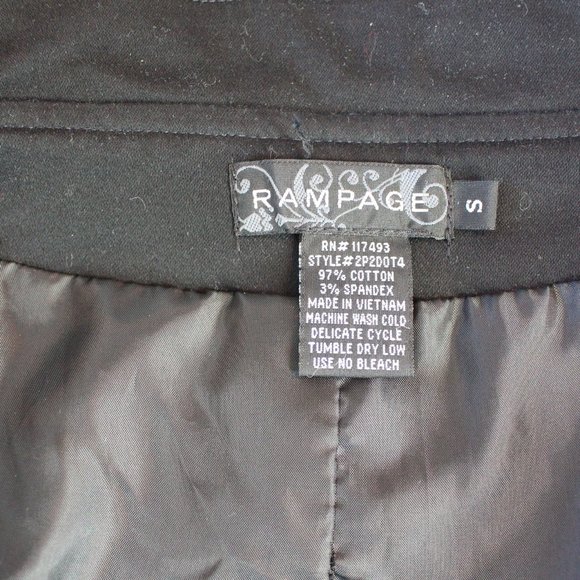 RAMPAGE
S
RN# 117493
STYLE# 2P2D0T4
97% COTTON
3% SPANDEX
MADE IN VIETNAM
MACHINE WASH COLD
DELICATE CYCLE
TUMBLE DRY LOW
USE NO BLEACH